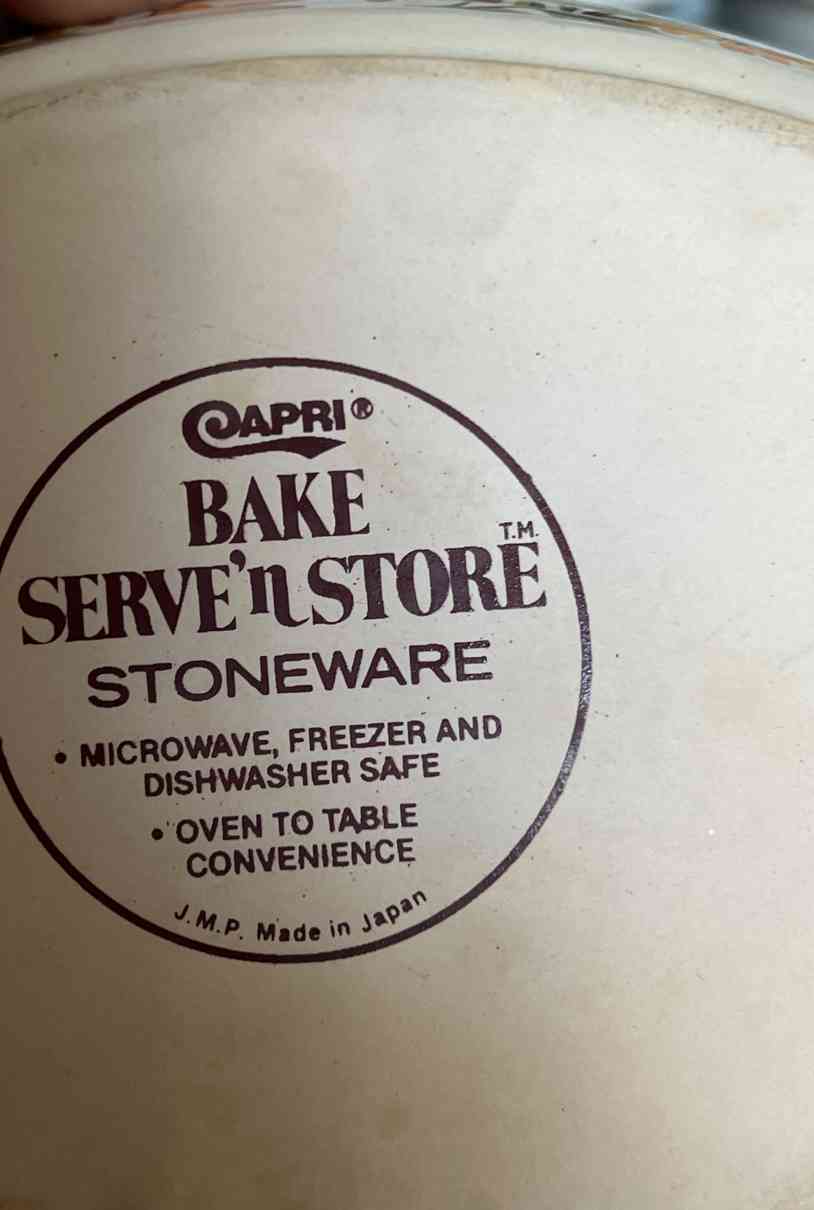 CAPRI®
BAKE
SERVE'n STORE T.M.
STONEWARE
• MICROWAVE, FREEZER AND
DISHWASHER SAFE
• OVEN TO TABLE
CONVENIENCE
J.M.P. Made in Japan